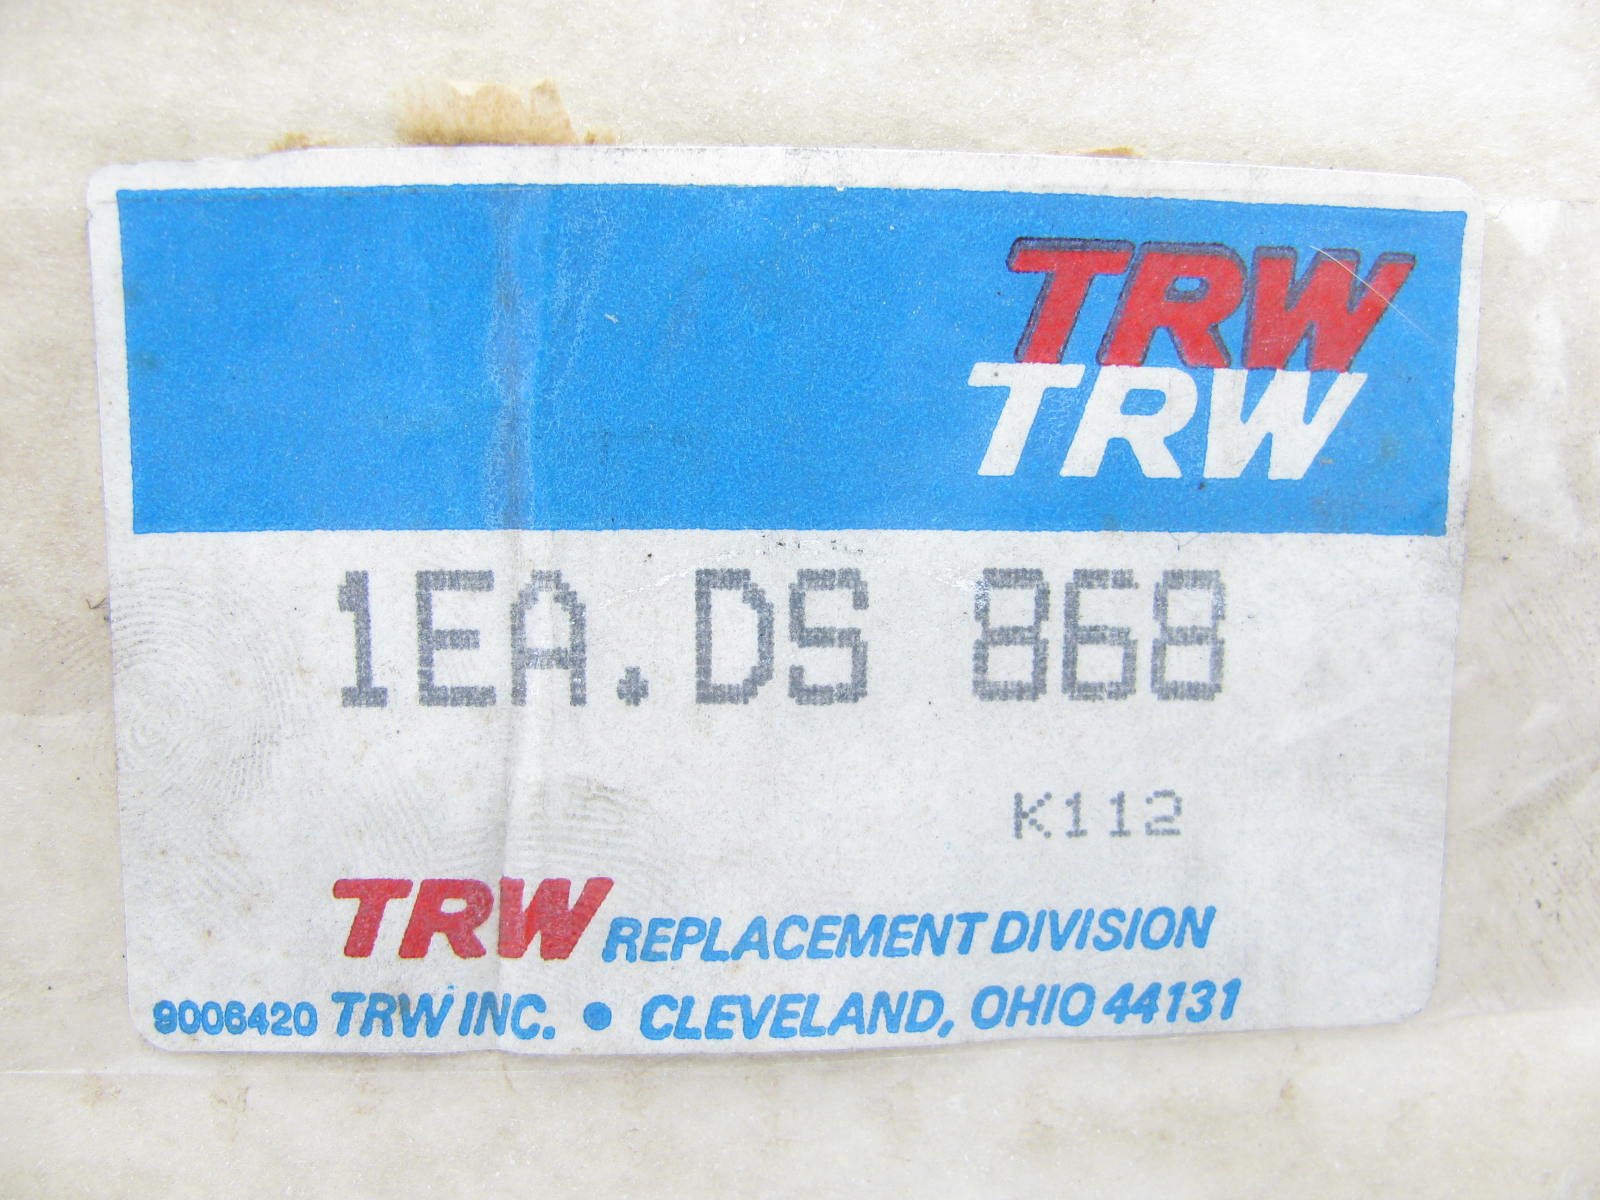 TRW
TRW
1EA.DS 868
K112
TRW REPLACEMENT DIVISION
9006420 TRW INC. • CLEVELAND, OHIO 44131